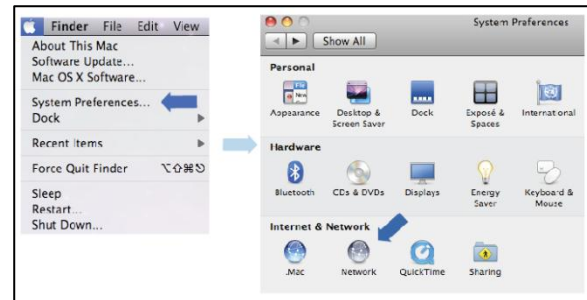 Finder File Edit View
About This Mac
Software Update...
Mac OS X Software...
System Preferences...
Dock
Recent Items
Force Quit Finder ⌥⇧⌘⎋
Sleep
Restart...
Shut Down...
System Preferences
Show All
Personal
Appearance Desktop & Screen Saver Dock Exposé & Spaces International
Hardware
Bluetooth CDs & DVDs Displays Energy Saver Keyboard & Mouse
Internet & Network
.Mac Network QuickTime Sharing